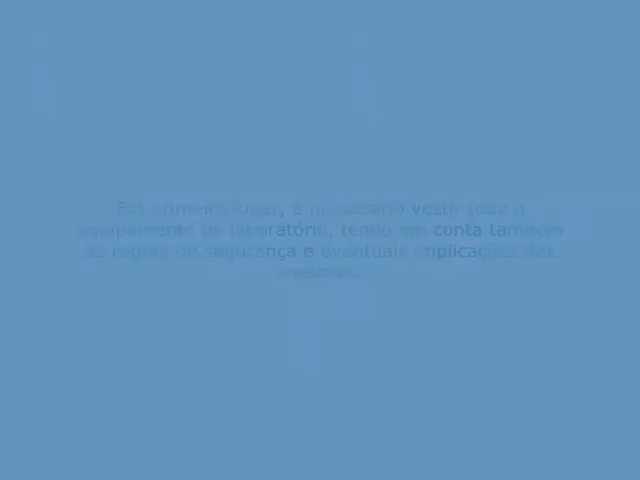 Em primeiro lugar, é necessário vestir todo o
equipamento de laboratório, tendo em conta também
as regras de segurança e eventuais implicações das
mesmas.